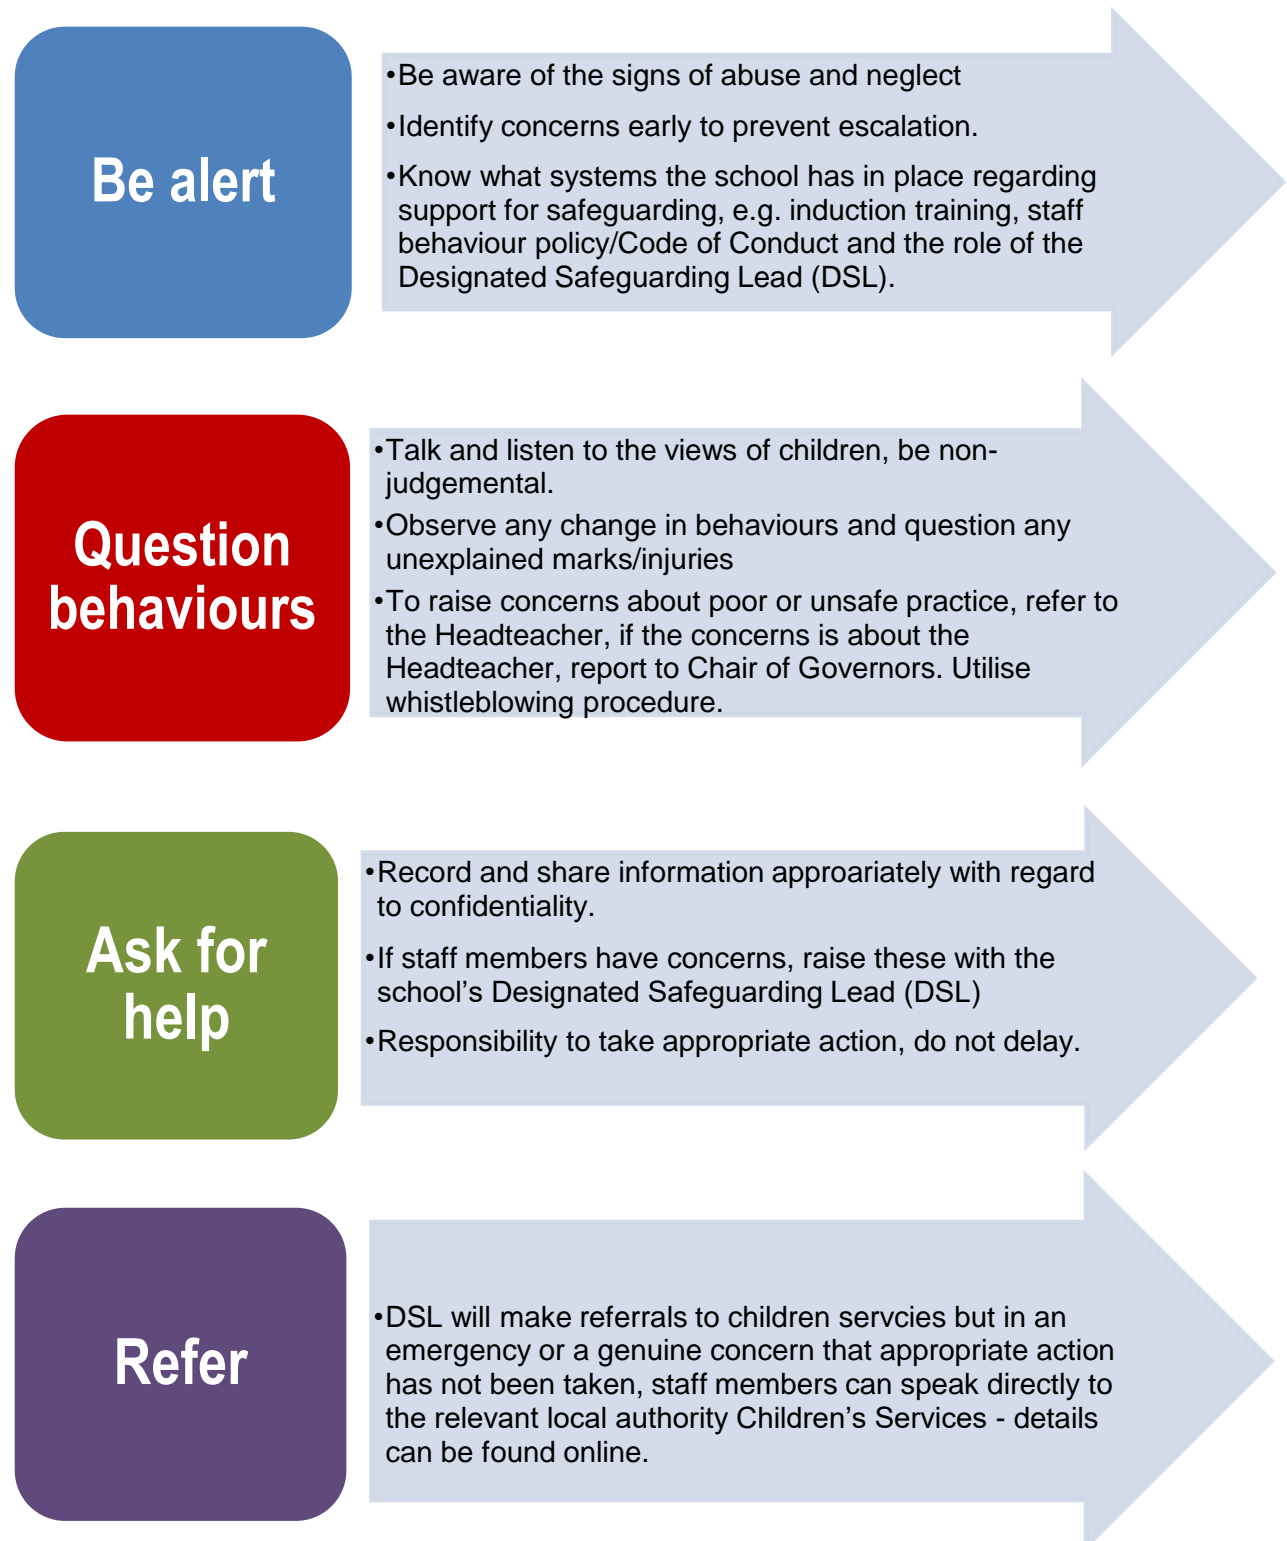 Be alert
•Be aware of the signs of abuse and neglect
•Identify concerns early to prevent escalation.
•Know what systems the school has in place regarding
support for safeguarding, e.g. induction training, staff
behaviour policy/Code of Conduct and the role of the
Designated Safeguarding Lead (DSL).
Question
behaviours
•Talk and listen to the views of children, be non-
judgemental.
•Observe any change in behaviours and question any
unexplained marks/injuries
•To raise concerns about poor or unsafe practice, refer to
the Headteacher, if the concerns is about the
Headteacher, report to Chair of Governors. Utilise
whistleblowing procedure.
Ask for
help
•Record and share information approariately with regard
to confidentiality.
•If staff members have concerns, raise these with the
school’s Designated Safeguarding Lead (DSL)
•Responsibility to take appropriate action, do not delay.
Refer
•DSL will make referrals to children servcies but in an
emergency or a genuine concern that appropriate action
has not been taken, staff members can speak directly to
the relevant local authority Children’s Services - details
can be found online.